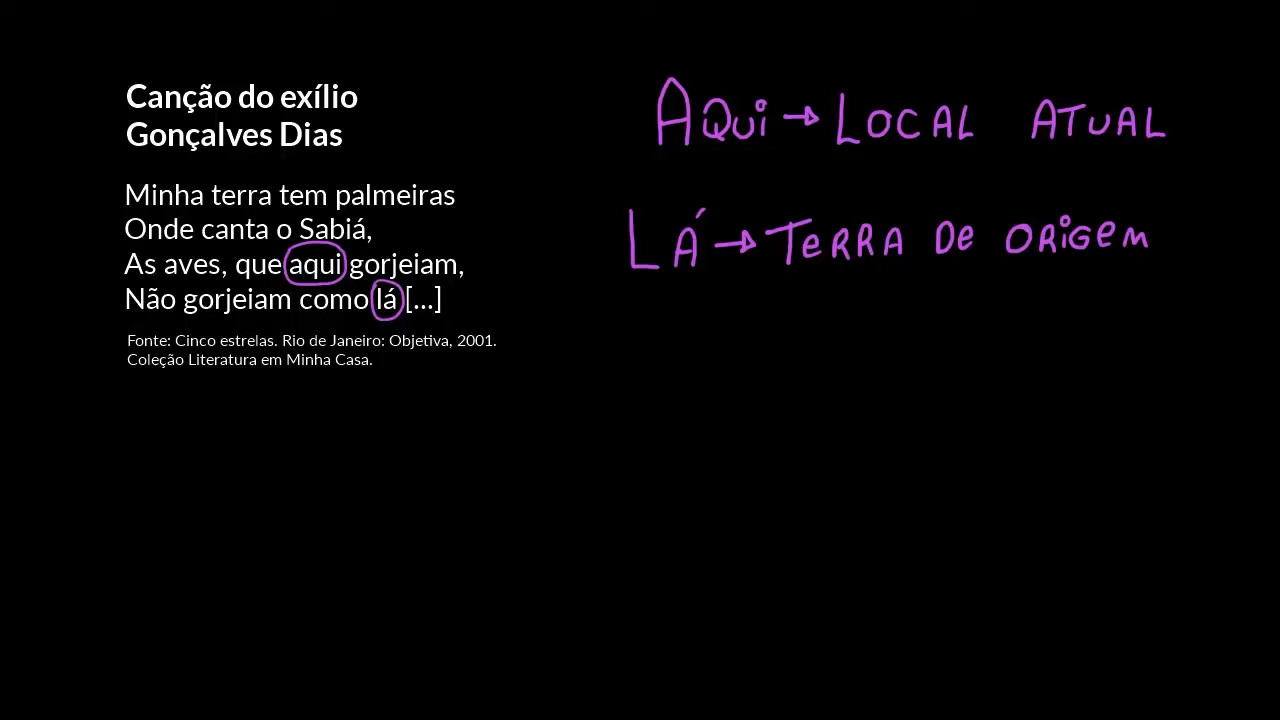 Canção do exílio
Gonçalves Dias
Minha terra tem palmeiras
Onde canta o Sabiá,
As aves, que aqui gorjeiam,
Não gorjeiam como lá [...]
Fonte: Cinco estrelas. Rio de Janeiro: Objetiva, 2001.
Coleção Literatura em Minha Casa.
AQUi → LOCAL ATUAL
LÁ → TeRRA De ORiGeM